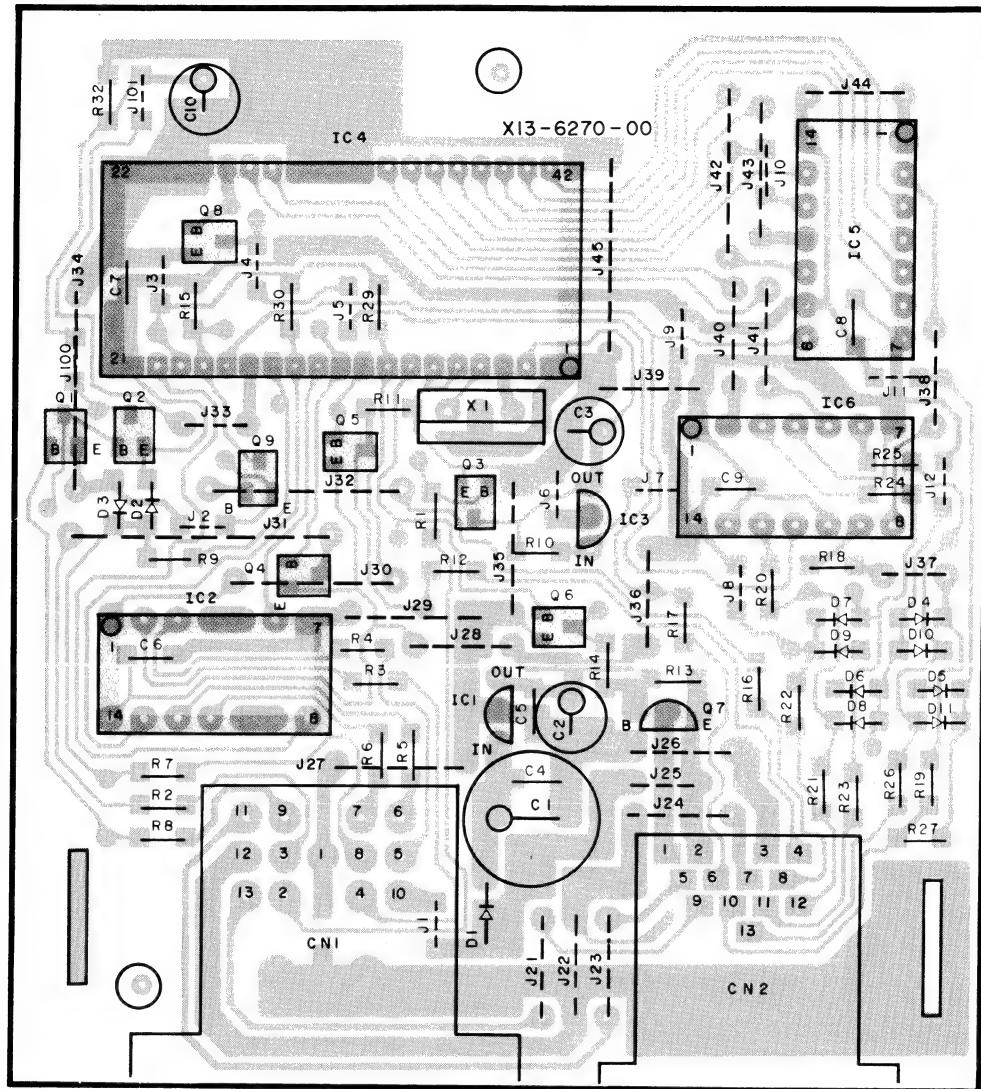 R32
J101
C10
X13-6270-00
J44
IC4
22
42
14
1
Q8
B
E
J42
J43
J10
IC5
J34
C7
J3
R15
J4
R30
J5
R29
J45
J9
J40
J41
8
C8
7
21
1
J100
J39
J11
J38
Q1
Q2
J33
R11
X1
C3
IC6
Q5
B
E
B
E
B
E
Q9
1
7
R25
R24
J12
Q3
E
B
J6
OUT
J7
C9
D3
D2
J2
B
E
J32
R1
IC3
14
8
J31
R9
R10
IN
Q4
B
E
J30
R12
J35
R18
J37
IC2
J36
J8
R20
J29
Q6
B
E
R17
D7
D4
1
7
C6
R4
J28
D9
D10
R3
OUT
R14
R13
R16
D6
D5
IC1
C5
C2
Q7
R22
D8
D11
14
8
IN
B
E
R6
R5
J26
J27
R7
C4
J25
R21
R23
R26
R19
R2
C1
J24
R8
R27
11
9
7
6
12
3
1
8
5
13
2
4
10
1
2
3
4
5
6
7
8
9
10
11
12
13
J1
D1
CN1
J21
J22
J23
CN2